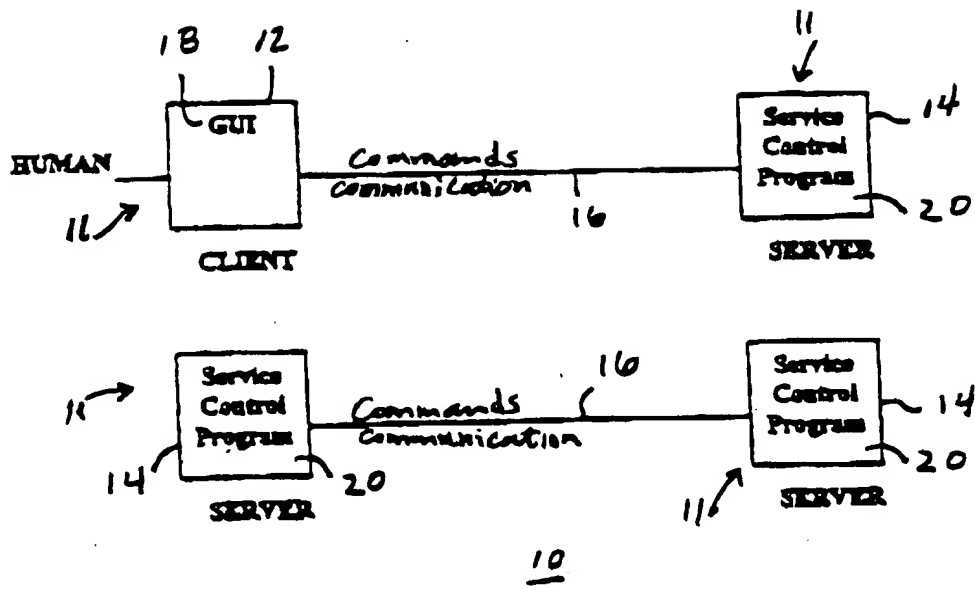 18 12
GUI
HUMAN
11
CLIENT
Commands
communication
16
11
Service
Control
Program
14
20
SERVER
11
Service
Control
Program
14
20
SERVER
Commands
communication
16
Service
Control
Program
14
20
11
SERVER
10